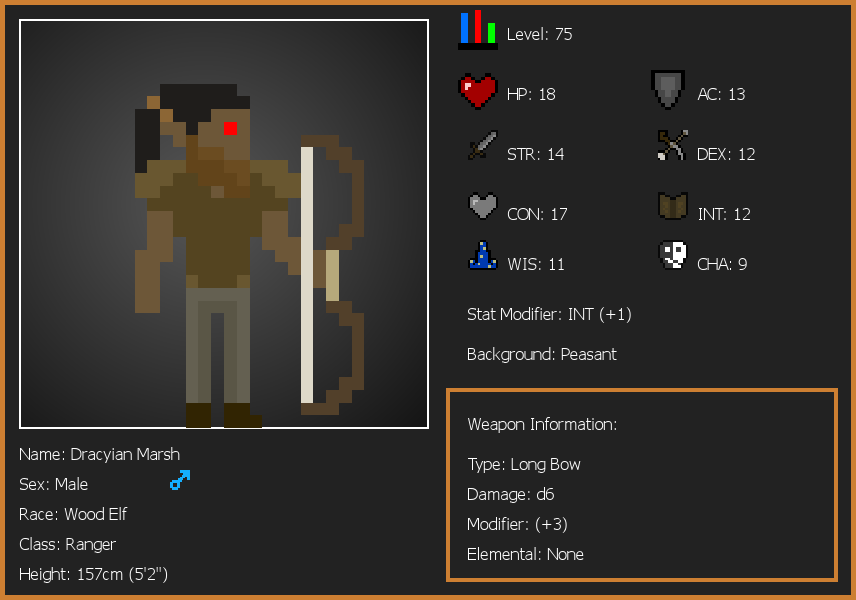 Level: 75
HP: 18
AC: 13
STR: 14
DEX: 12
CON: 17
INT: 12
WIS: 11
CHA: 9
Stat Modifier: INT (+1)
Background: Peasant
Weapon Information:
Type: Long Bow
Damage: d6
Modifier: (+3)
Elemental: None
Name: Dracyian Marsh
Sex: Male
Race: Wood Elf
Class: Ranger
Height: 157cm (5'2")